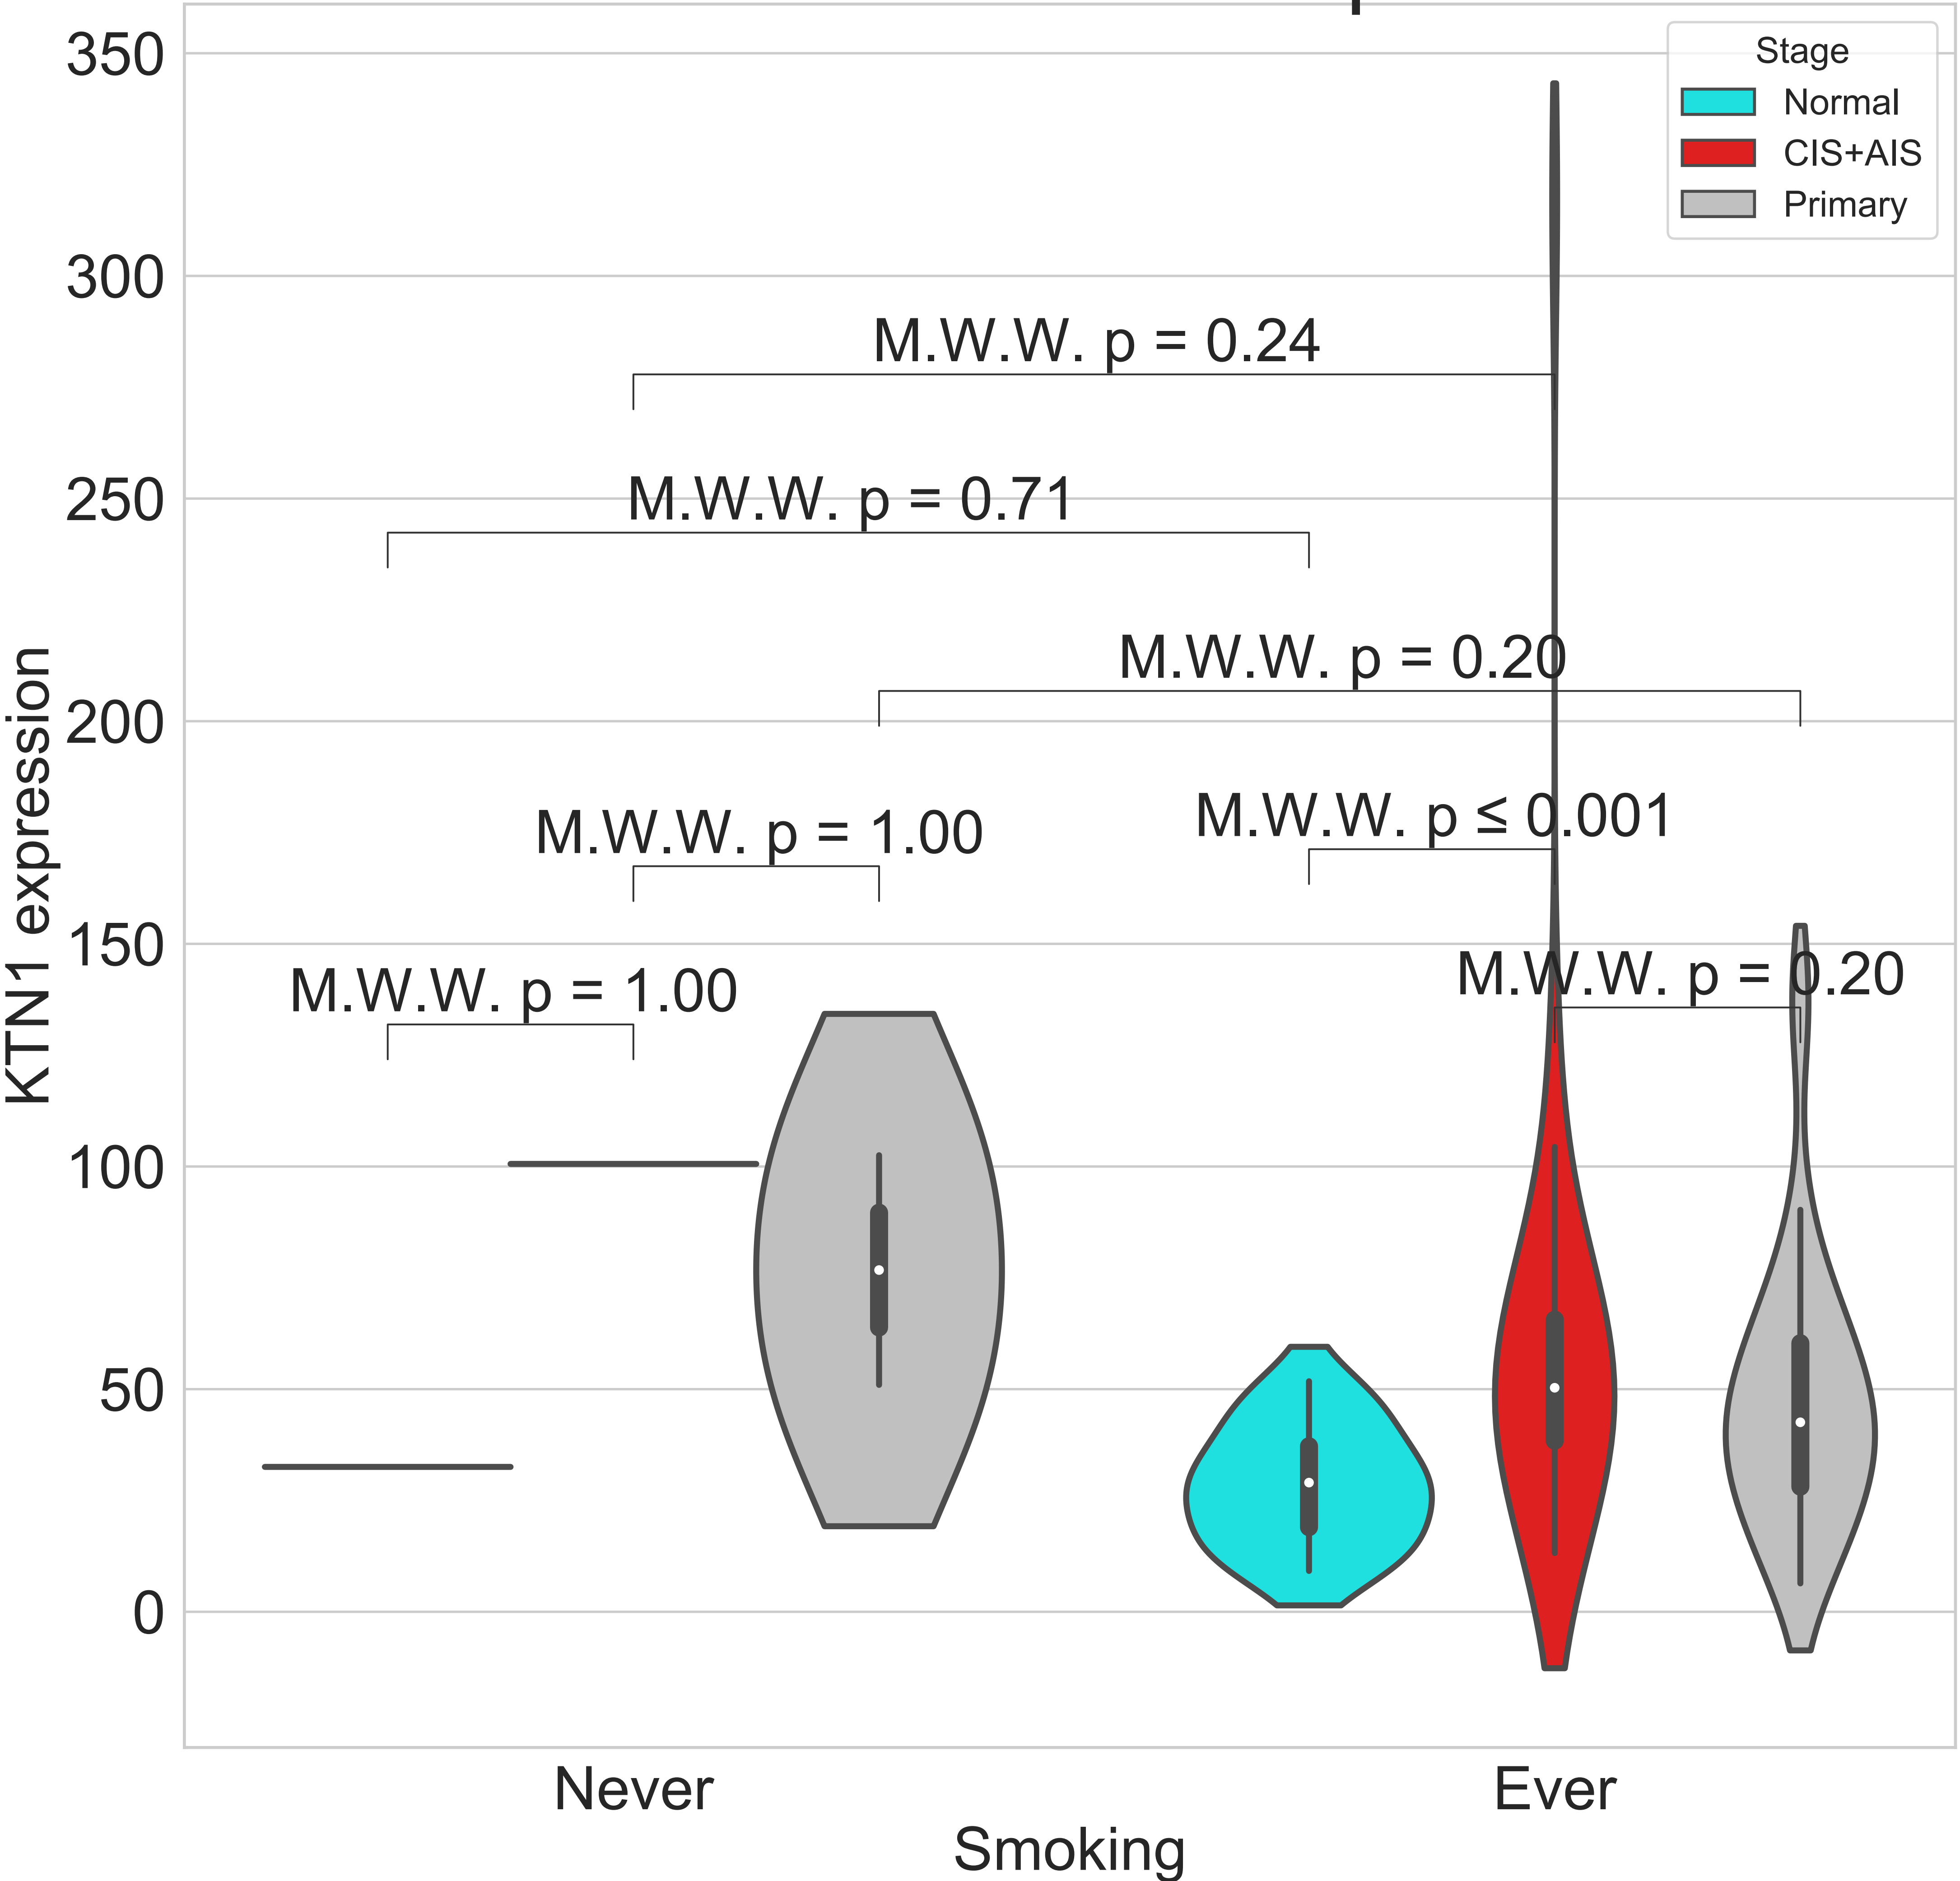 350
300
250
200
150
100
50
0
KTN1 expression
Stage
Normal
CIS+AIS
Primary
M.W.W. p = 0.24
M.W.W. p = 0.71
M.W.W. p = 0.20
M.W.W. p ≤ 0.001
M.W.W. p = 1.00
M.W.W. p = 0.20
M.W.W. p = 1.00
Never
Ever
Smoking